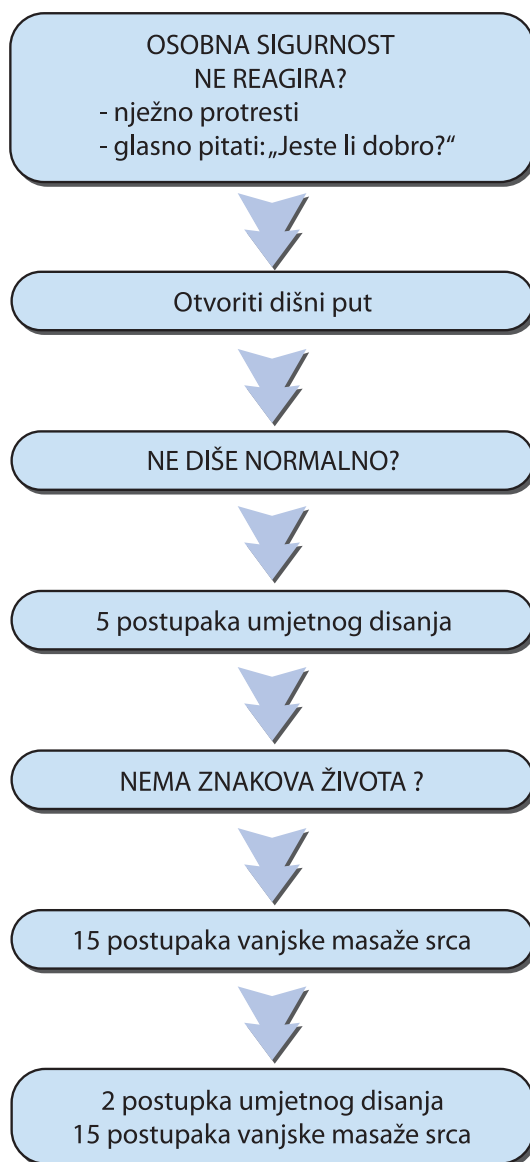 OSOBNA SIGURNOST
NE REAGIRA?
- nježno protresti
- glasno pitati: „Jeste li dobro?“
Otvoriti dišni put
NE DIŠE NORMALNO?
5 postupaka umjetnog disanja
NEMA ZNAKOVA ŽIVOTA ?
15 postupaka vanjske masaže srca
2 postupka umjetnog disanja
15 postupaka vanjske masaže srca